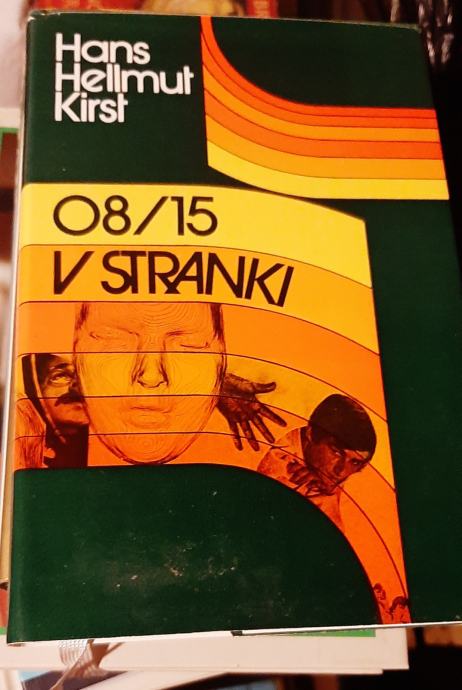 Hans
Hellmut
Kirst
08/15
V STRANKI